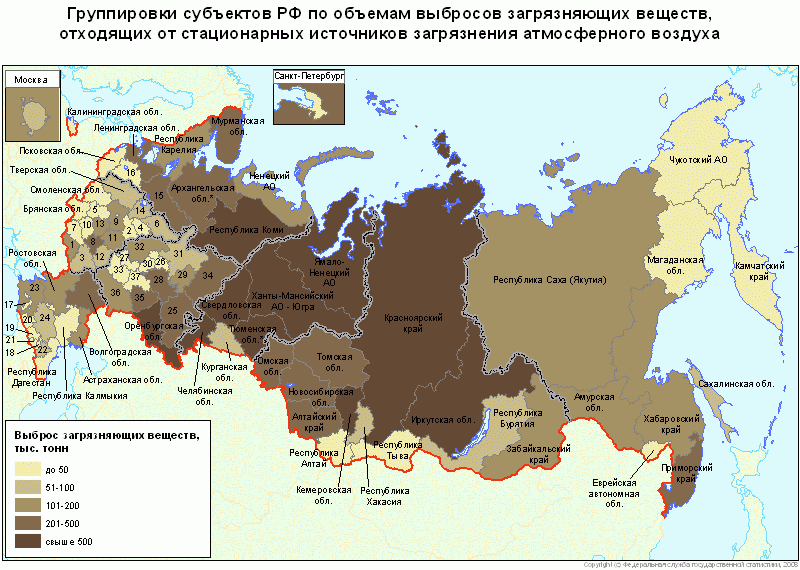 Группировки субъектов РФ по объемам выбросов загрязняющих веществ,
отходящих от стационарных источников загрязнения атмосферного воздуха
Москва
Санкт-Петербург
Калининградская обл.
Ленинградская обл.
Мурманская
обл.
Республика
Карелия
Псковская обл.
Тверская обл.
Смоленская обл.
Брянская обл.
Ненецкий
АО
Архангельская
обл.*
Республика Коми
Чукотский АО
Магаданская
обл.
Камчатский
край
Ростовская
обл.
Ямало-
Ненецкий
АО
Ханты-Мансийский
АО - Югра
Республика Саха (Якутия)
Красноярский
край
Свердловская
обл.
Тюменская
обл.*
Оренбургская
обл.
16
15
14
5
7
10
13
9
2
4
6
1
8
11
3
12
32
27
30
26
31
33
37
28
29
34
36
35
25
23
17
20
24
19
21
18
22
Волгоградская
обл.
Астраханская обл.
Республика
Дагестан
Республика Калмыкия
Челябинская
обл.
Курганская
обл.
Омская
обл.
Томская
обл.
Новосибирская
обл.
Алтайский
край
Республика
Алтай
Кемеровская
обл.
Республика
Хакасия
Республика
Тыва
Иркутская обл.
Республика
Бурятия
Забайкальский
край
Амурская
обл.
Хабаровский
край
Сахалинская обл.
Приморский
край
Еврейская
автономная
обл.
Выброс загрязняющих веществ,
тыс. тонн
до 50
51-100
101-200
201-500
свыше 500
Copyright (c) Федеральная служба государственной статистики, 2008